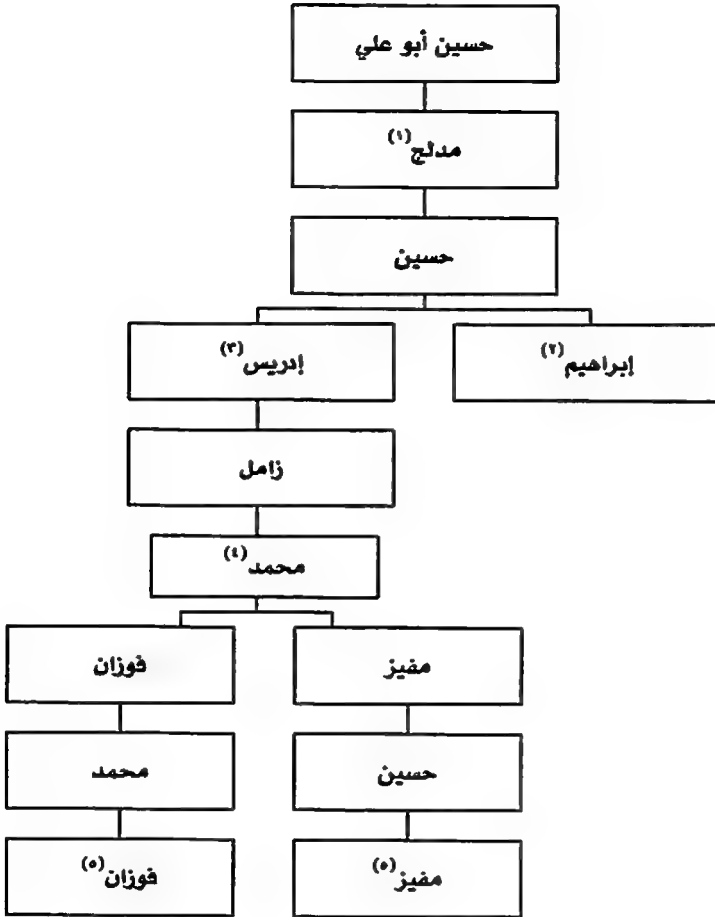 حسين أبو علي
مدلج (١)
حسين
إبراهيم (٢)
إدريس (٣)
زامل
محمد (٤)
مفيز
فوزان
حسين
محمد
مفيز (٥)
فوزان (٥)